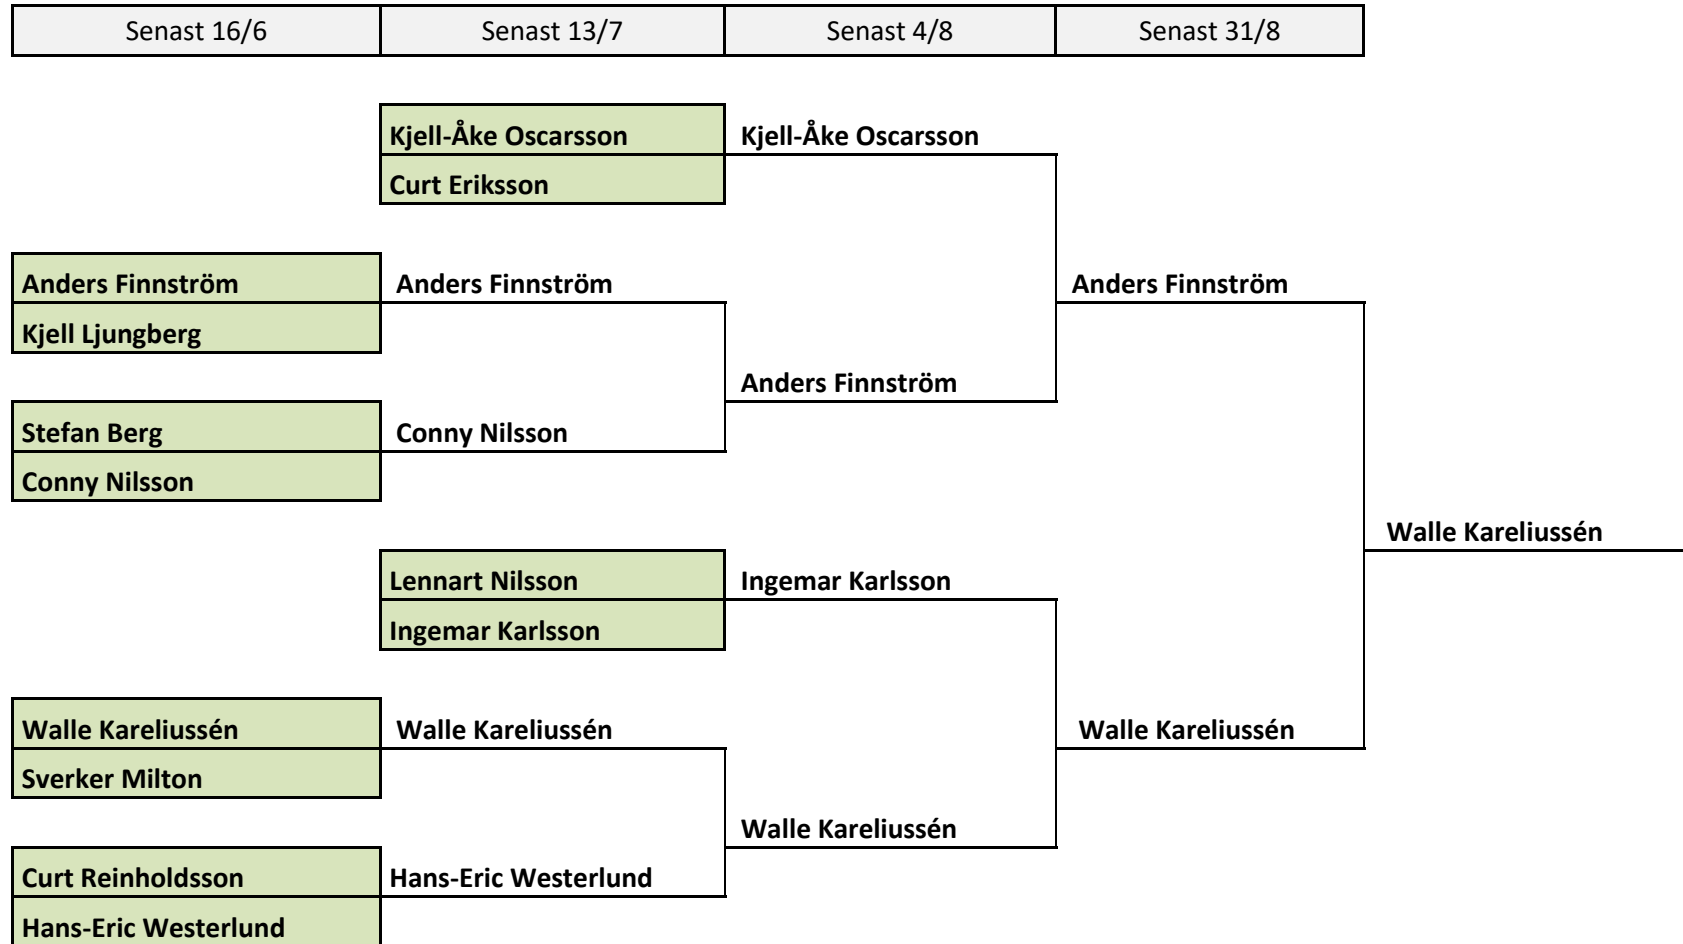 Senast 16/6 Senast 13/7 Senast 4/8 Senast 31/8
Kjell-Åke Oscarsson Kjell-Åke Oscarsson
Curt Eriksson
Anders Finnström Anders Finnström Anders Finnström
Kjell Ljungberg
Anders Finnström
Stefan Berg Conny Nilsson
Conny Nilsson
Walle Kareliussén
Lennart Nilsson Ingemar Karlsson
Ingemar Karlsson
Walle Kareliussén Walle Kareliussén Walle Kareliussén
Sverker Milton
Walle Kareliussén
Curt Reinholdsson Hans-Eric Westerlund
Hans-Eric Westerlund